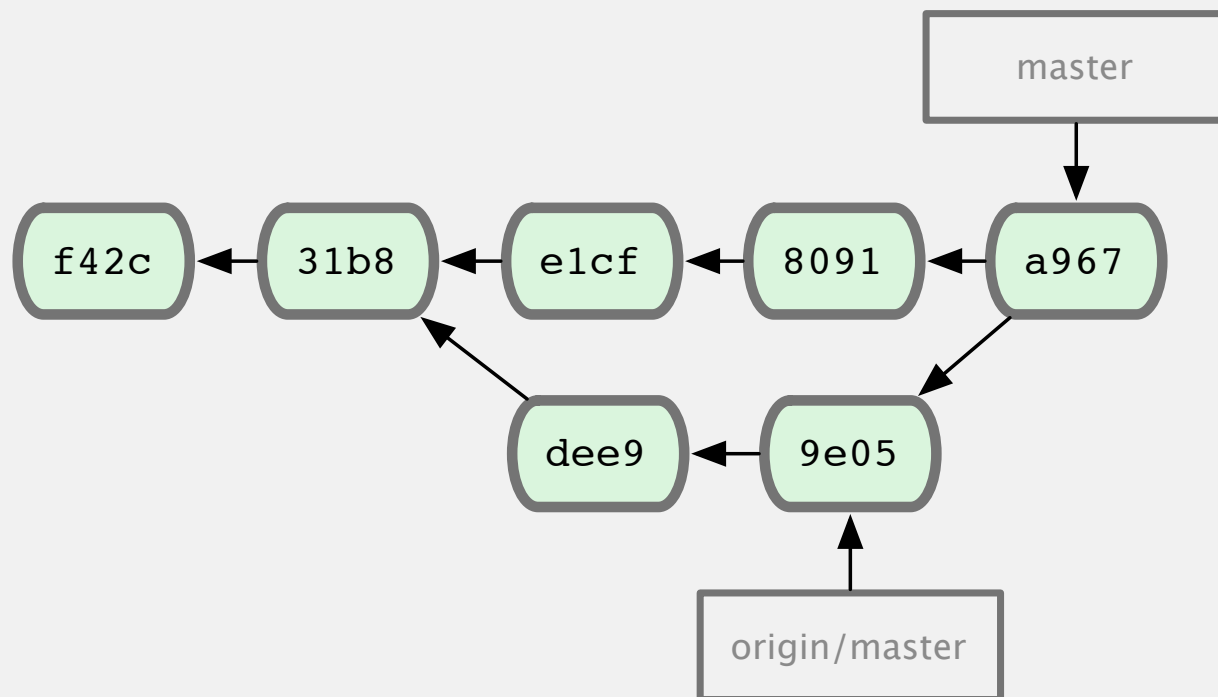 master
f42c
31b8
e1cf
8091
a967
dee9
9e05
origin/master